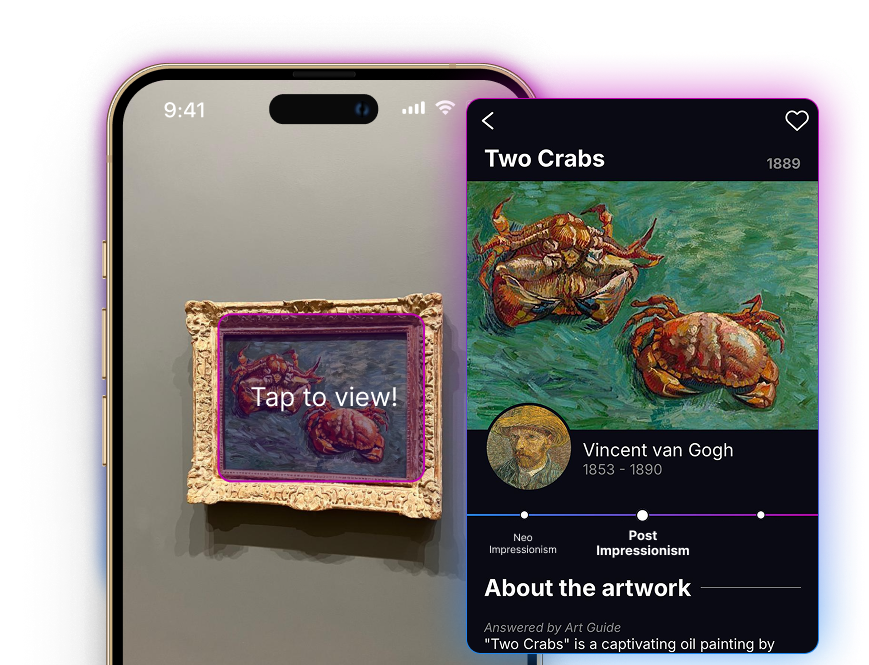 9:41
Tap to view!
Two Crabs
1889
Vincent van Gogh
1853 - 1890
Neo
Impressionism
Post
Impressionism
About the artwork
Answered by Art Guide
"Two Crabs" is a captivating oil painting by